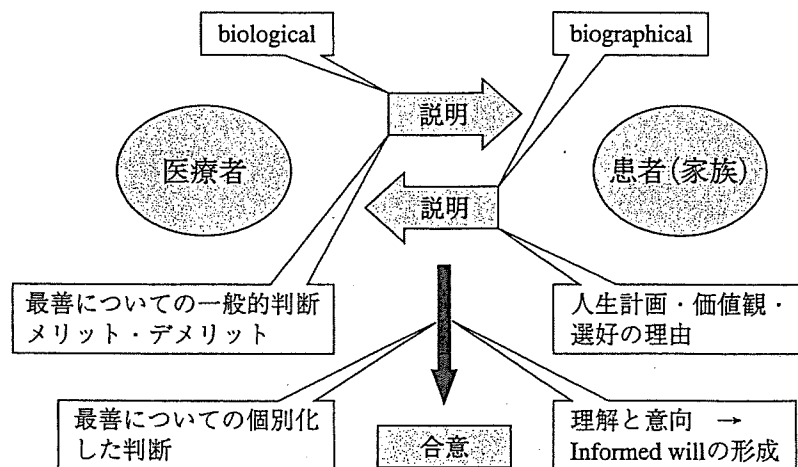 biological
biographical
説明
医療者
患者(家族)
説明
最善についての一般的判断
メリット・デメリット
人生計画・価値観・
選好の理由
最善についての個別化
した判断
合意
理解と意向 →
Informed willの形成